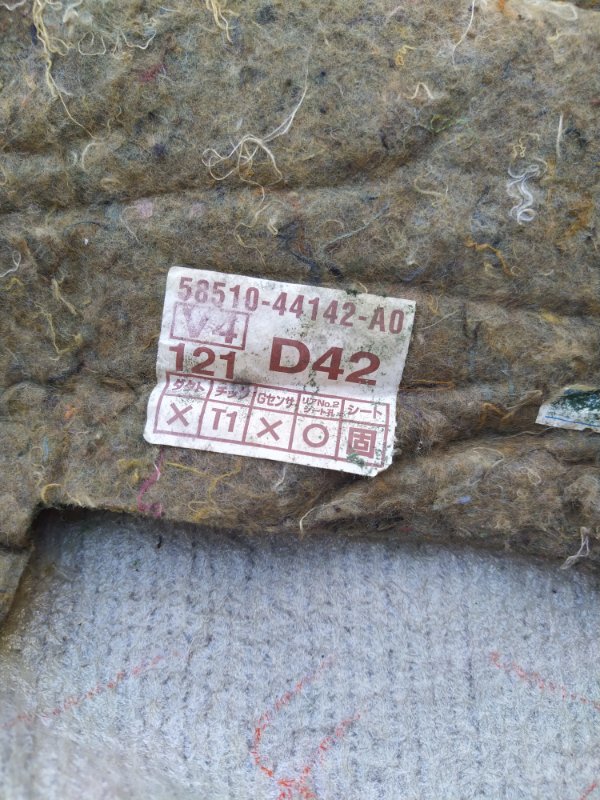 58510-44142-A0
V-4
121 D42
ダクト チップ Gセンサ リアNo.2 シート
シート孔
× T1 × ○ 固